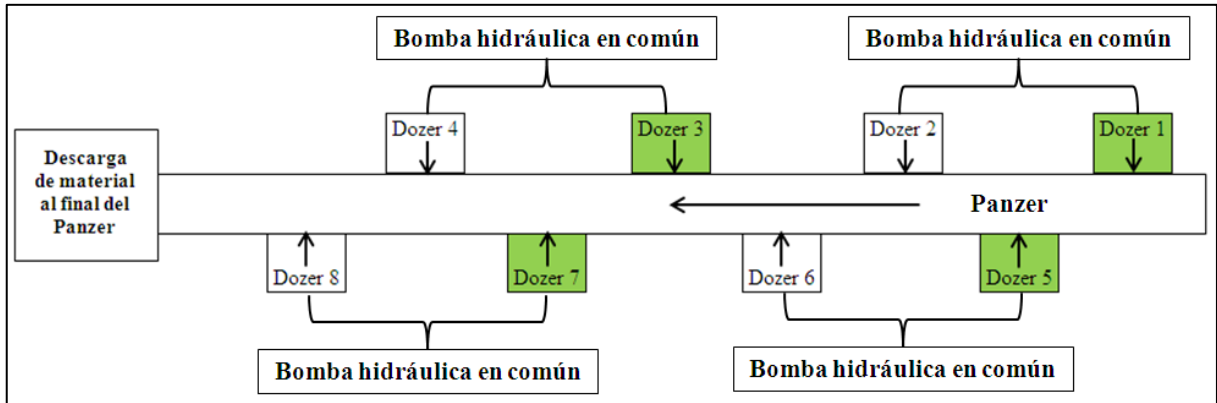 Bomba hidráulica en común
Bomba hidráulica en común
Dozer 4
Dozer 3
Dozer 2
Dozer 1
Descarga
de material
al final del
Panzer
Panzer
Dozer 8
Dozer 7
Dozer 6
Dozer 5
Bomba hidráulica en común
Bomba hidráulica en común